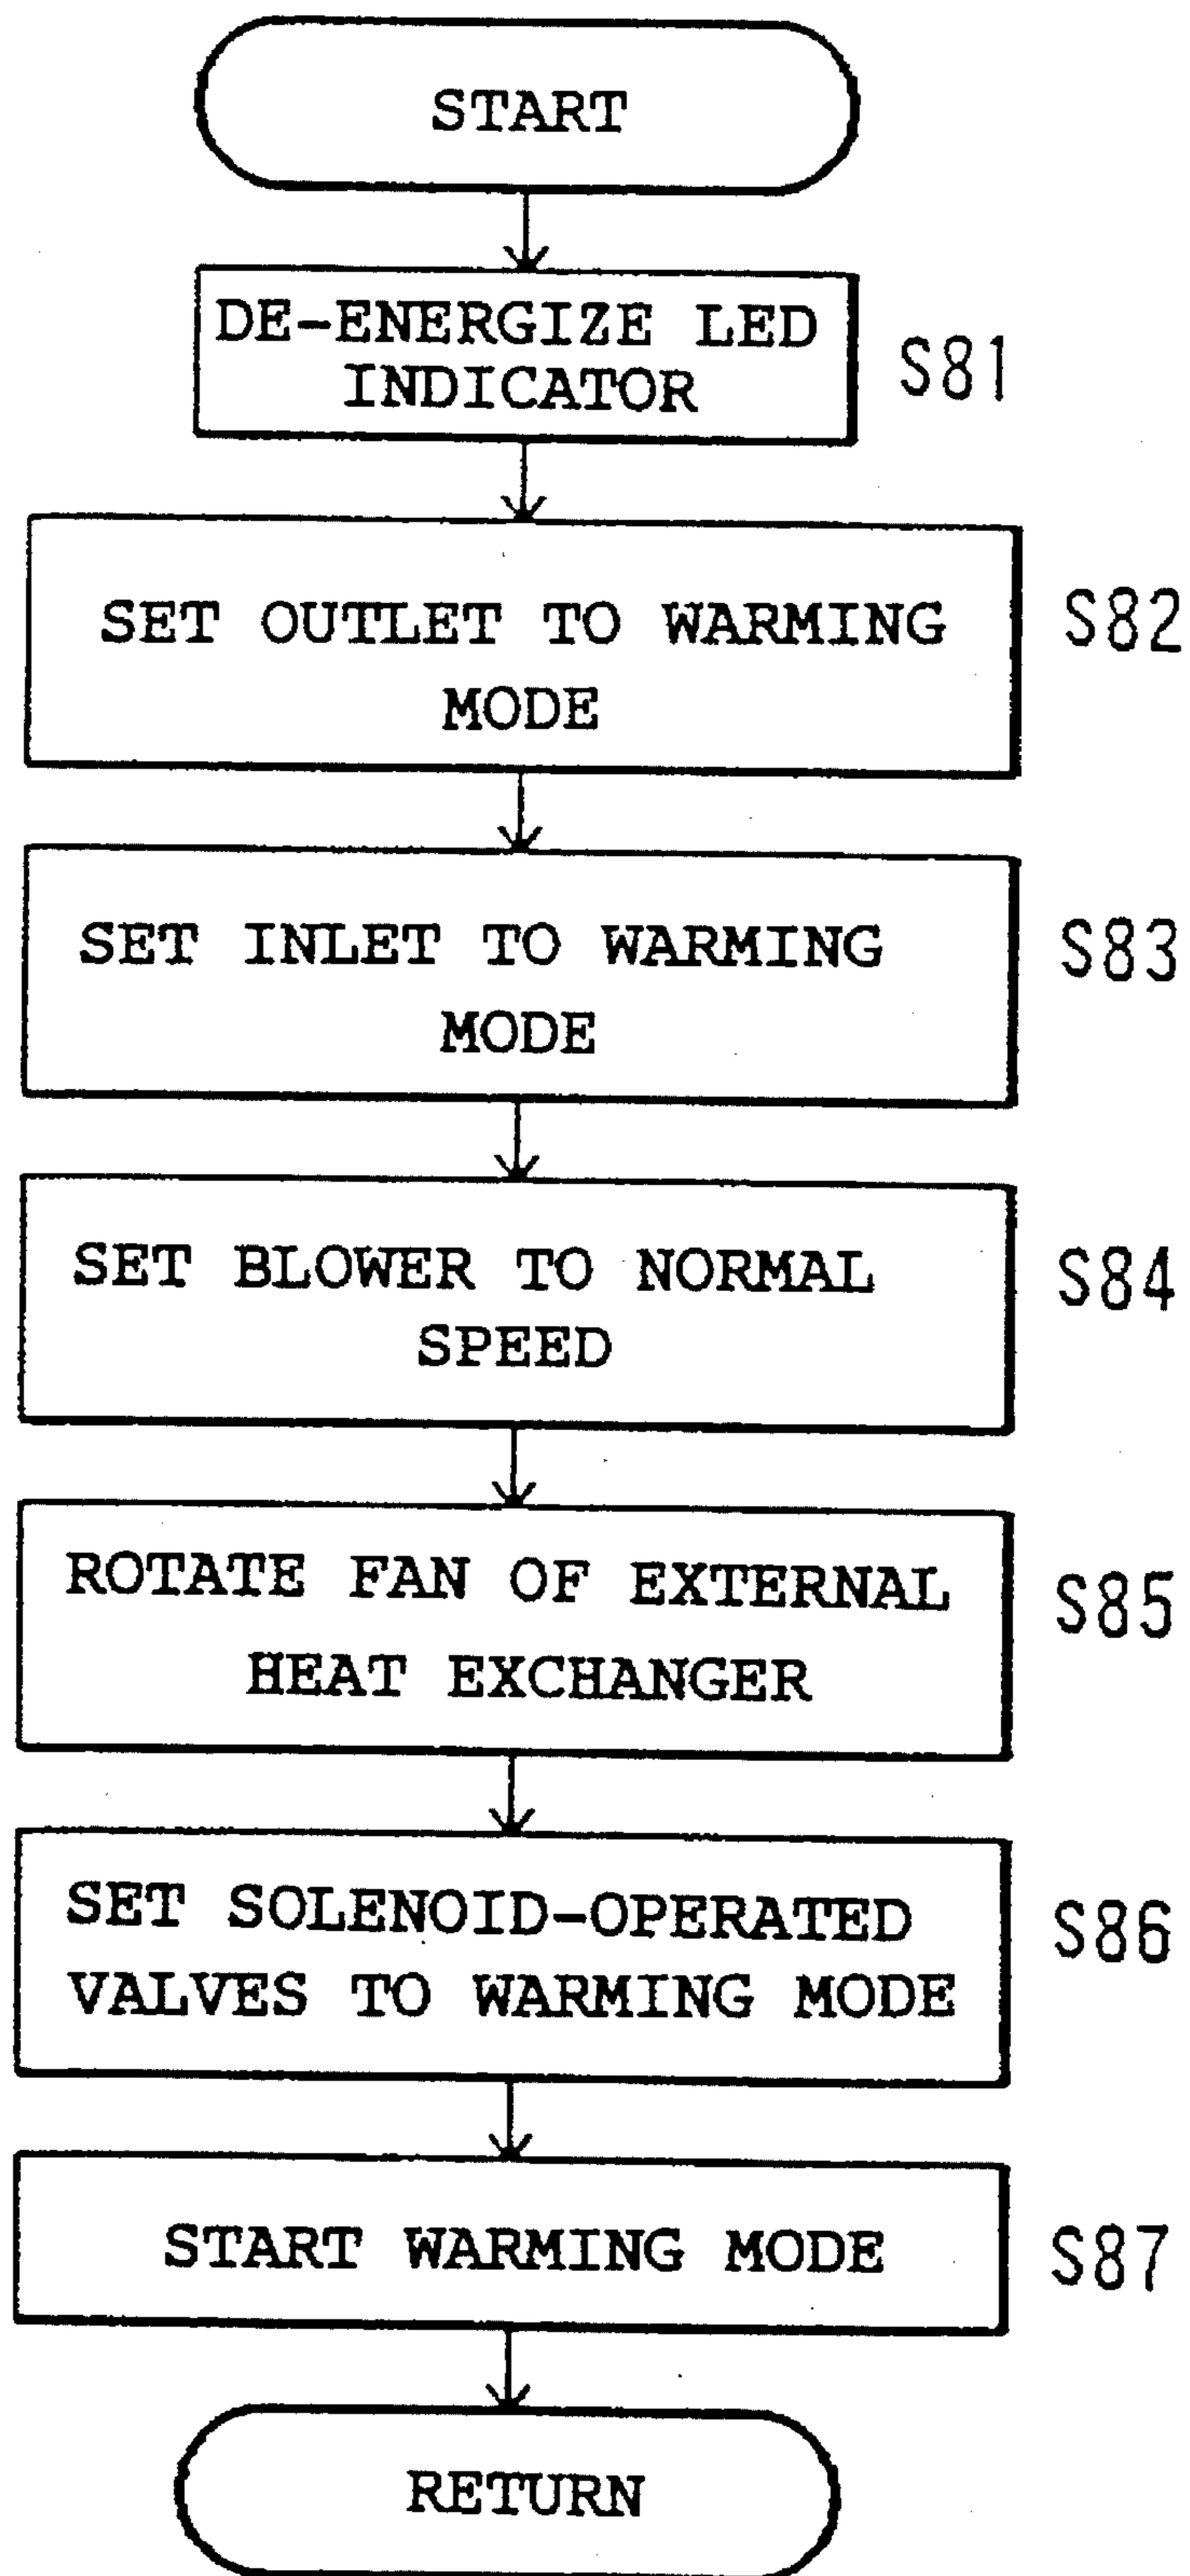 START
DE-ENERGIZE LED
INDICATOR
S81
SET OUTLET TO WARMING
MODE
S82
SET INLET TO WARMING
MODE
S83
SET BLOWER TO NORMAL
SPEED
S84
ROTATE FAN OF EXTERNAL
HEAT EXCHANGER
S85
SET SOLENOID-OPERATED
VALVES TO WARMING MODE
S86
START WARMING MODE
S87
RETURN